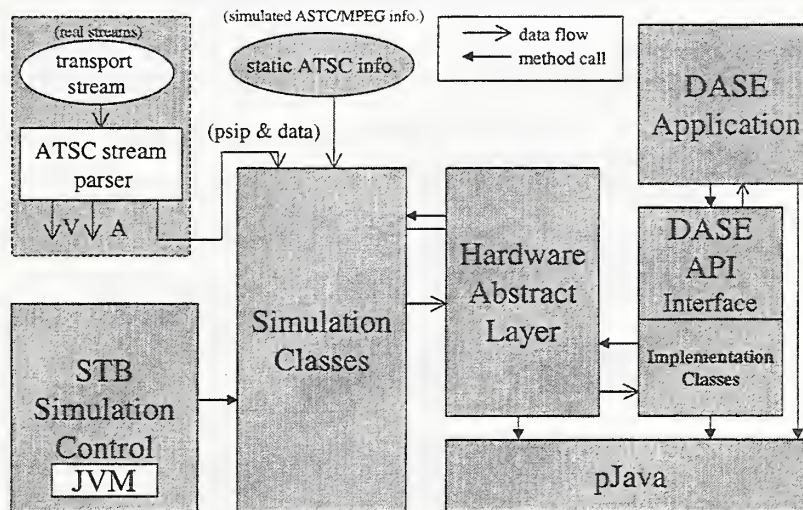 (real streams)
transport
stream
ATSC stream
parser
V
A
(psip & data)
(simulated ASTC/MPEG info.)
static ATSC info.
data flow
method call
DASE
Application
DASE
API
Interface
Implementation
Classes
Hardware
Abstract
Layer
Simulation
Classes
STB
Simulation
Control
JVM
pJava